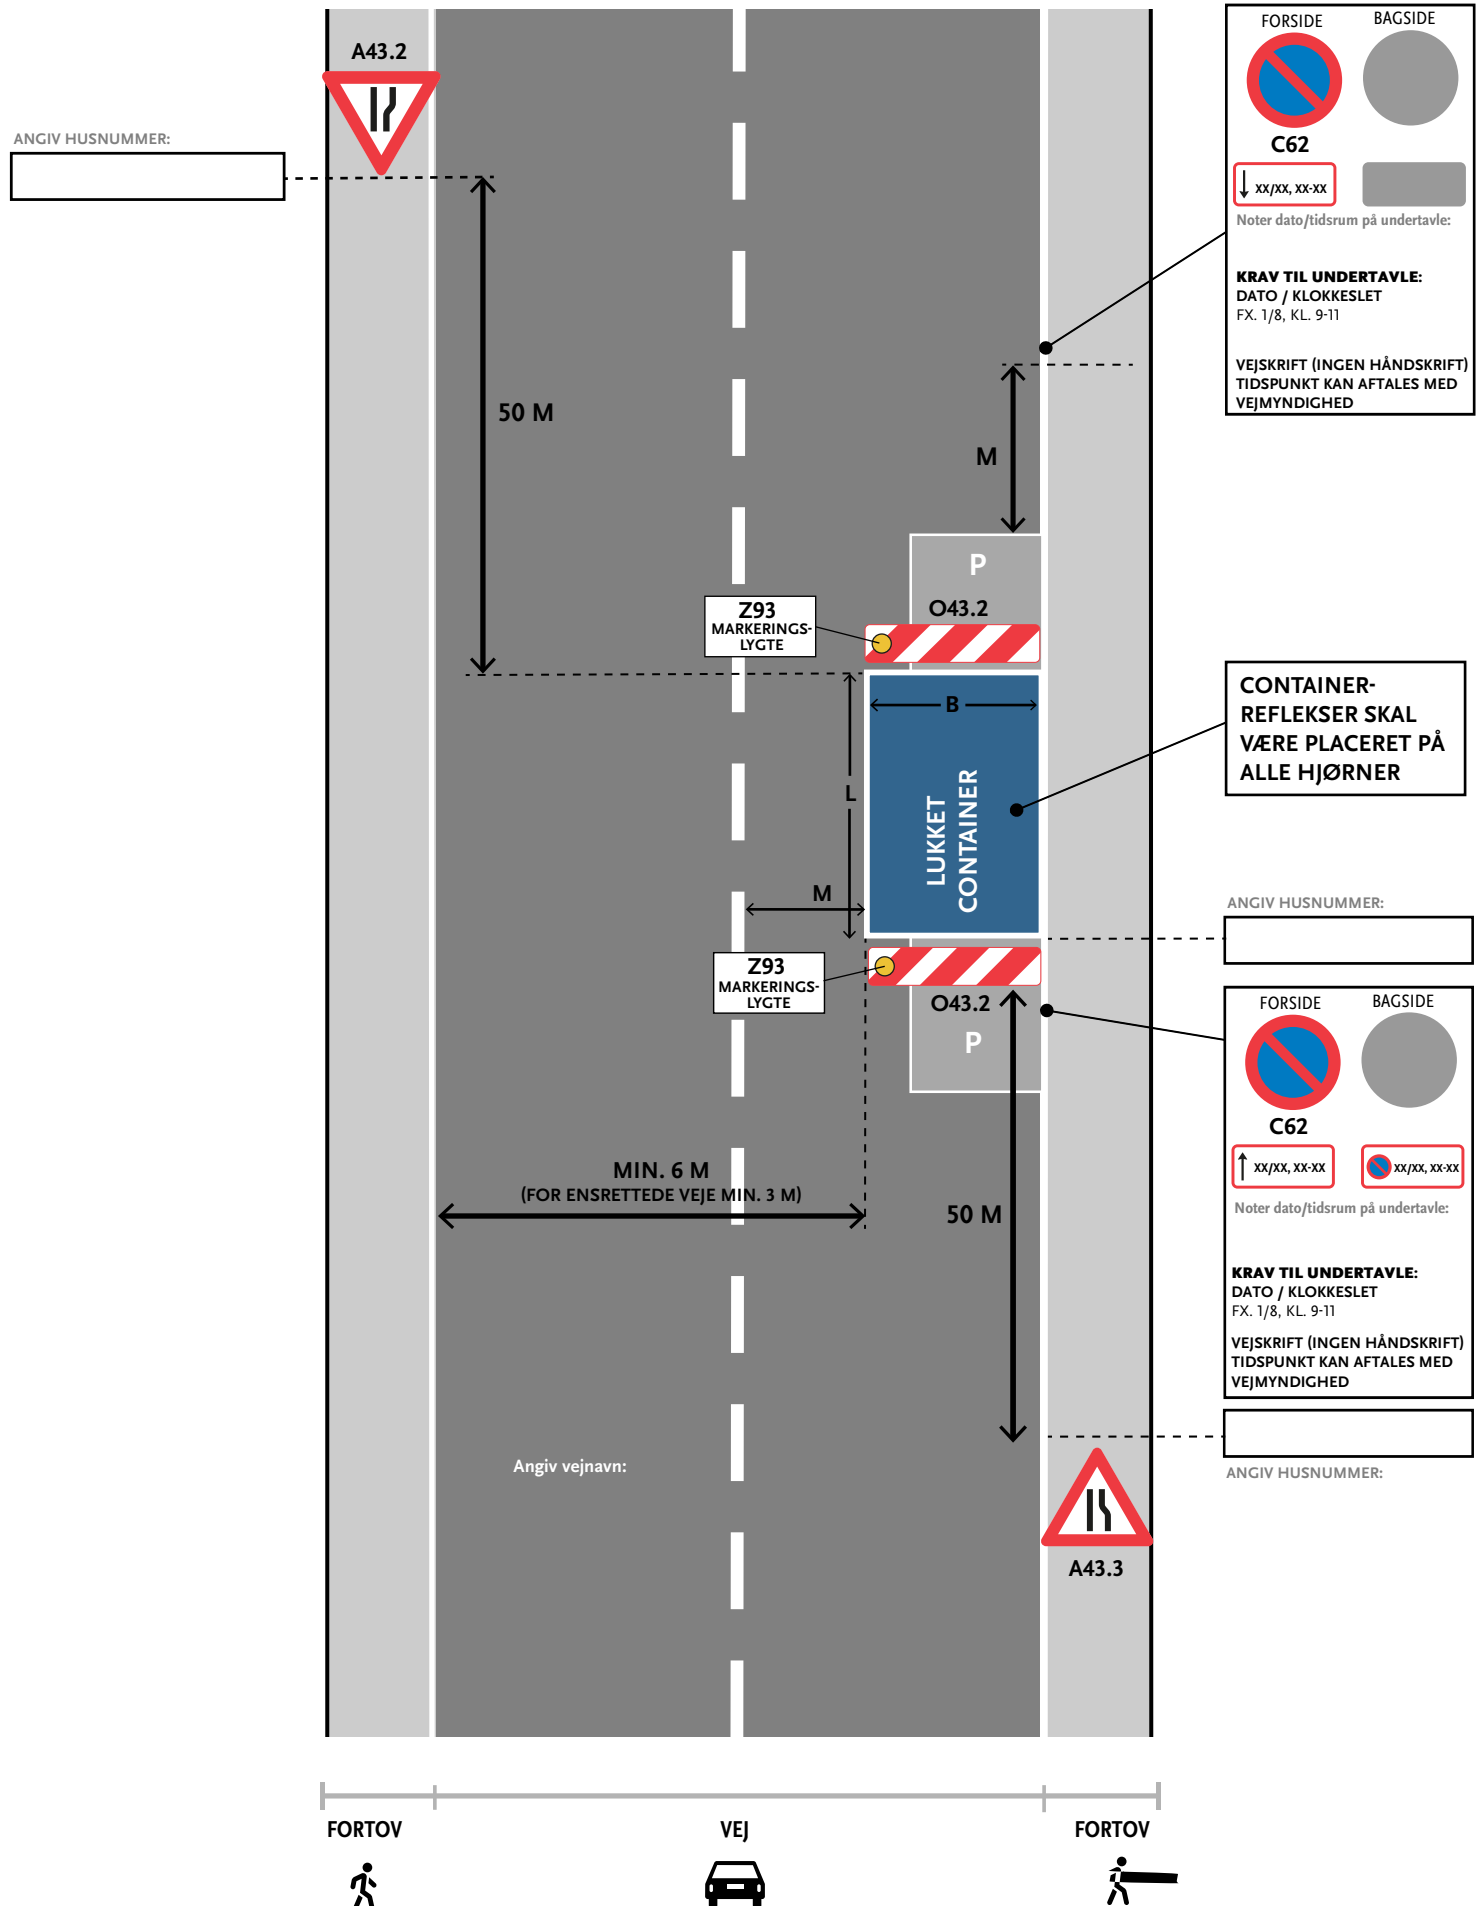 A43.2
ANGIV HUSNUMMER:
50 M
FORSIDE
BAGSIDE
C62
xx/xx, xx-xx
Noter dato/tidsrum på undertavle:
KRAV TIL UNDERTAVLE:
DATO / KLOKKESLET
FX. 1/8, KL. 9-11
VEJSKRIFT (INGEN HÅNDSKRIFT)
TIDSPUNKT KAN AFTALES MED
VEJMYNDIGHED
M
P
O43.2
Z93
MARKERINGS-
LYGTE
B
L
LUKKET
CONTAINER
M
CONTAINER-
REFLEKSER SKAL
VÆRE PLACERET PÅ
ALLE HJØRNER
ANGIV HUSNUMMER:
Z93
MARKERINGS-
LYGTE
O43.2
P
FORSIDE
BAGSIDE
C62
xx/xx, xx-xx
xx/xx, xx-xx
Noter dato/tidsrum på undertavle:
KRAV TIL UNDERTAVLE:
DATO / KLOKKESLET
FX. 1/8, KL. 9-11
VEJSKRIFT (INGEN HÅNDSKRIFT)
TIDSPUNKT KAN AFTALES MED
VEJMYNDIGHED
MIN. 6 M
(FOR ENSRETTEDE VEJE MIN. 3 M)
50 M
ANGIV HUSNUMMER:
Angiv vejnavn:
A43.3
FORTOV
VEJ
FORTOV